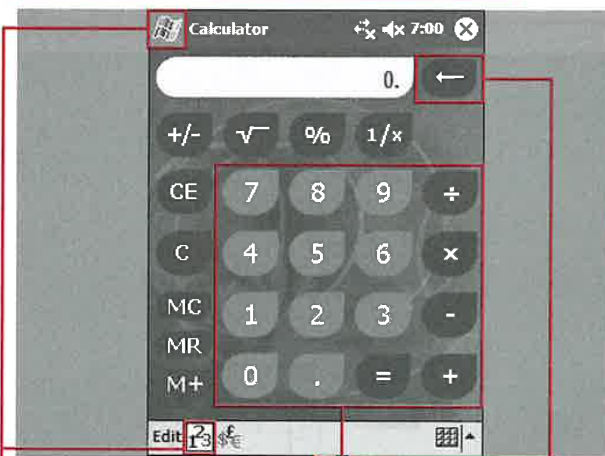 Calculator 7:00
0.
+/- √ % 1/x
CE 7 8 9 ÷
C 4 5 6 ×
MC 1 2 3 -
MR
M+ 0 . = +
Edit 123 $£€